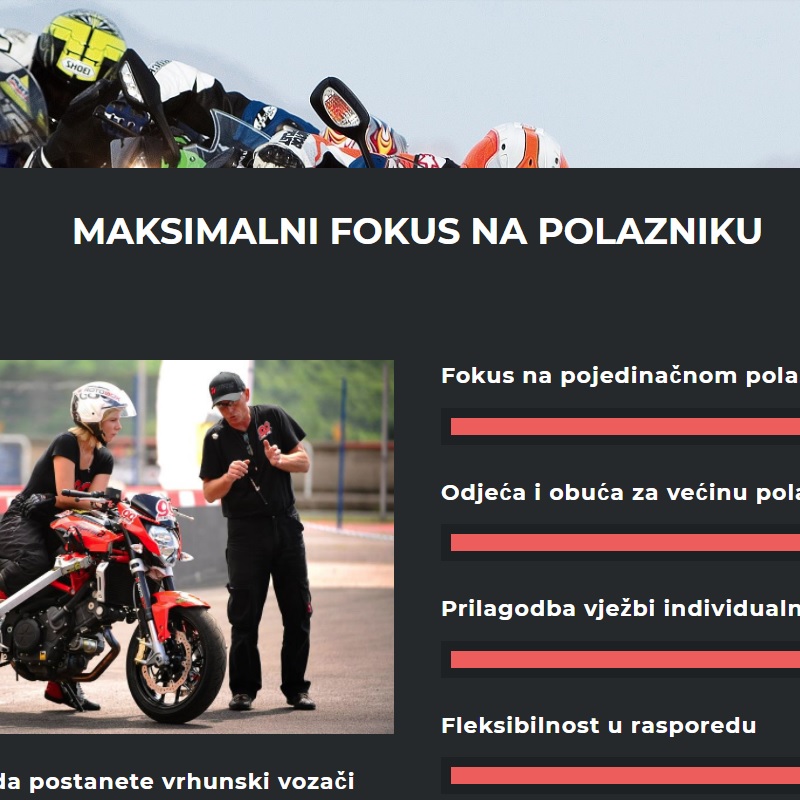 SHOEI
MAKSIMALNI FOKUS NA POLAZNIKU
Fokus na pojedinačnom pola
Odjeća i obuća za većinu pola
Prilagodba vježbi individualn
Fleksibilnost u rasporedu
da postanete vrhunski vozači